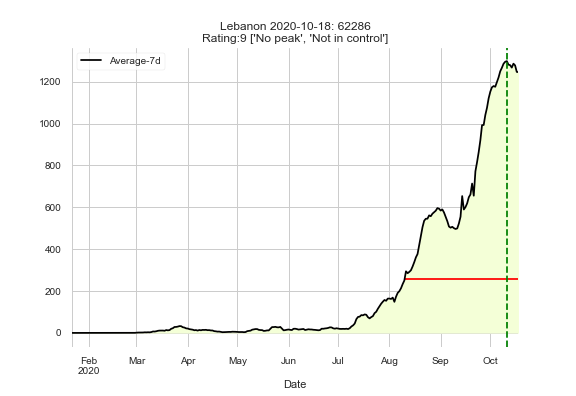 Lebanon 2020-10-18: 62286
Rating:9 ['No peak', 'Not in control']
Average-7d
1200
1000
800
600
400
200
0
Feb Mar Apr May Jun Jul Aug Sep Oct
2020
Date